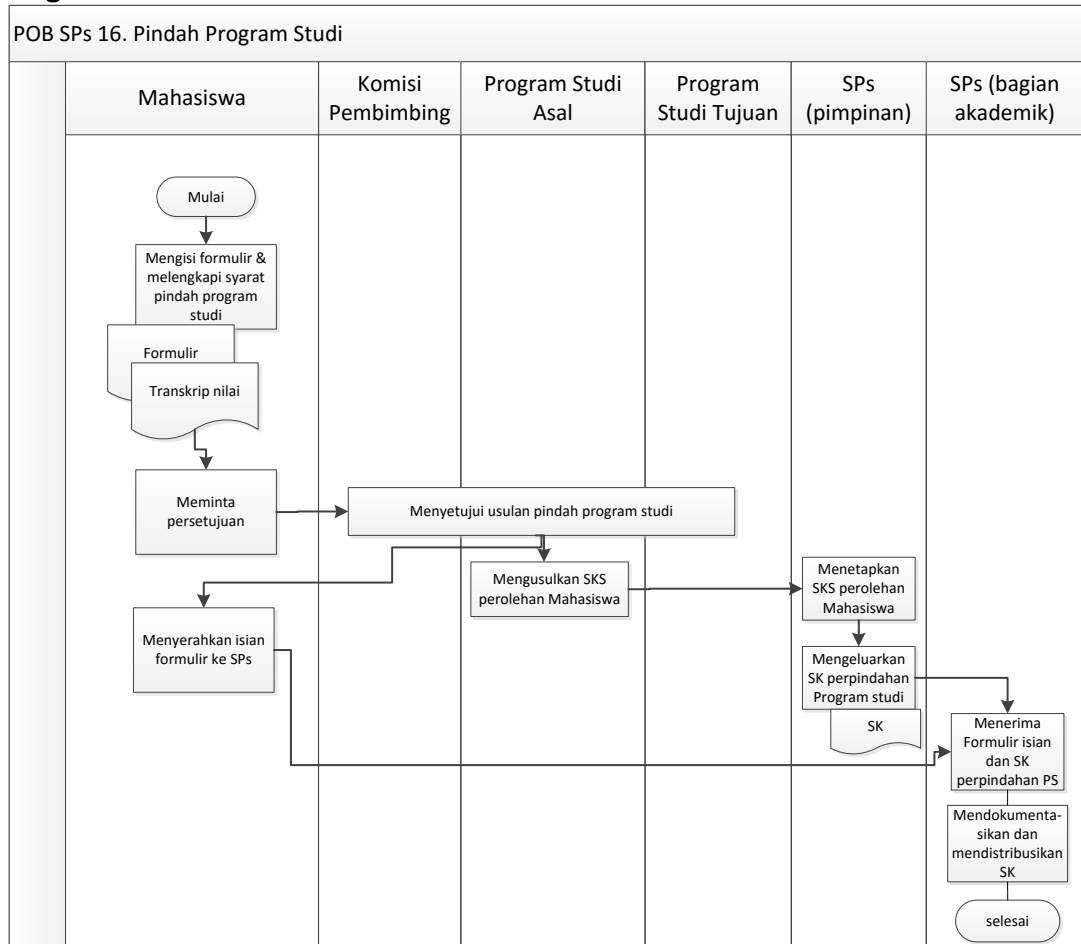 POB SPs 16. Pindah Program Studi
Mahasiswa
Komisi
Pembimbing
Program Studi
Asal
Program
Studi Tujuan
SPs
(pimpinan)
SPs (bagian
akademik)
Mulai
Mengisi formulir &
melengkapi syarat
pindah program
studi
Formulir
Transkrip nilai
Meminta
persetujuan
Menyetujui usulan pindah program studi
Mengusulkan SKS
perolehan Mahasiswa
Menetapkan
SKS perolehan
Mahasiswa
Menyerahkan isian
formulir ke SPs
Mengeluarkan
SK perpindahan
Program studi
SK
Menerima
Formulir isian
dan SK
perpindahan PS
Mendokumenta-
sikan dan
mendistribusikan
SK
selesai